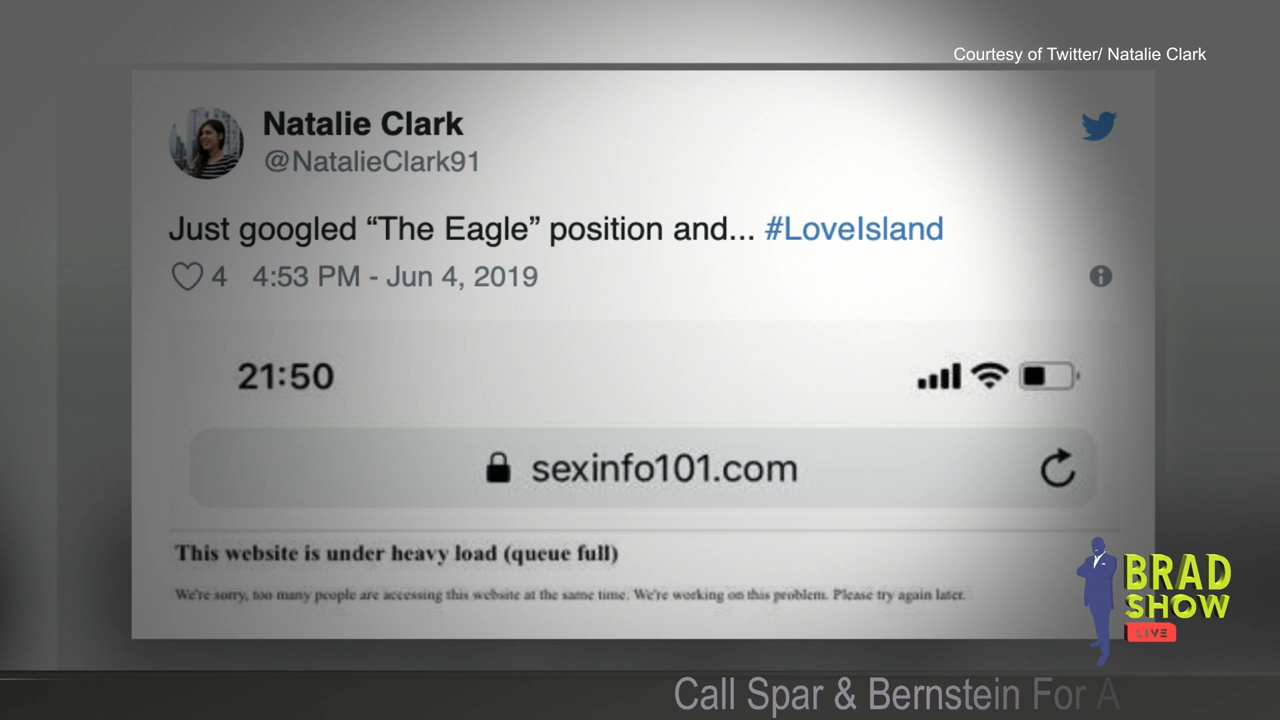 Courtesy of Twitter/ Natalie Clark
Natalie Clark
@NatalieClark91
Just googled “The Eagle” position and... #LoveIsland
4 4:53 PM - Jun 4, 2019
21:50
sexinfo101.com
This website is under heavy load (queue full)
We're sorry, too many people are accessing this website at the same time. We're working on this problem. Please try again later.
BRAD
SHOW
LIVE
Call Spar & Bernstein For A